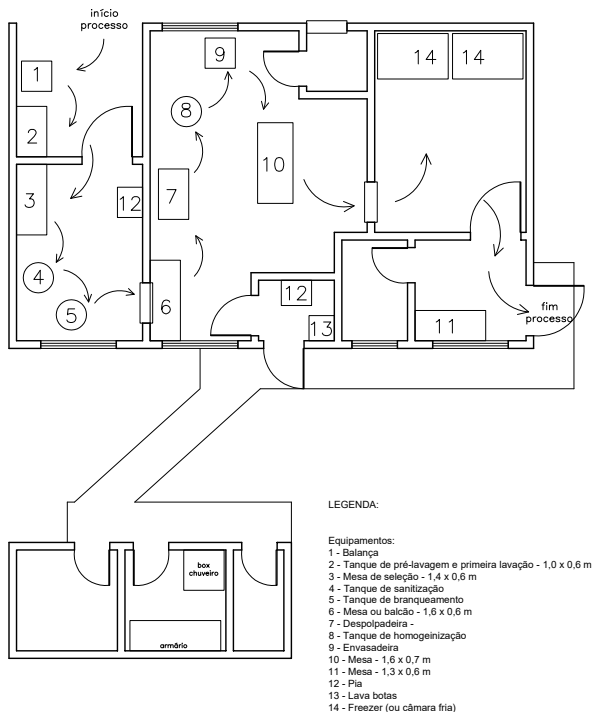 início
processo
1
2
3
4
5
12
6
7
8
9
10
14
14
12
13
11
fim
processo
box
chuveiro
armário
LEGENDA:
Equipamentos:
1 - Balança
2 - Tanque de pré-lavagem e primeira lavação - 1,0 x 0,6 m
3 - Mesa de seleção - 1,4 x 0,6 m
4 - Tanque de sanitização
5 - Tanque de branqueamento
6 - Mesa ou balcão - 1,6 x 0,6 m
7 - Despolpadeira -
8 - Tanque de homogeinização
9 - Envasadeira
10 - Mesa - 1,6 x 0,7 m
11 - Mesa - 1,3 x 0,6 m
12 - Pia
13 - Lava botas
14 - Freezer (ou câmara fria)